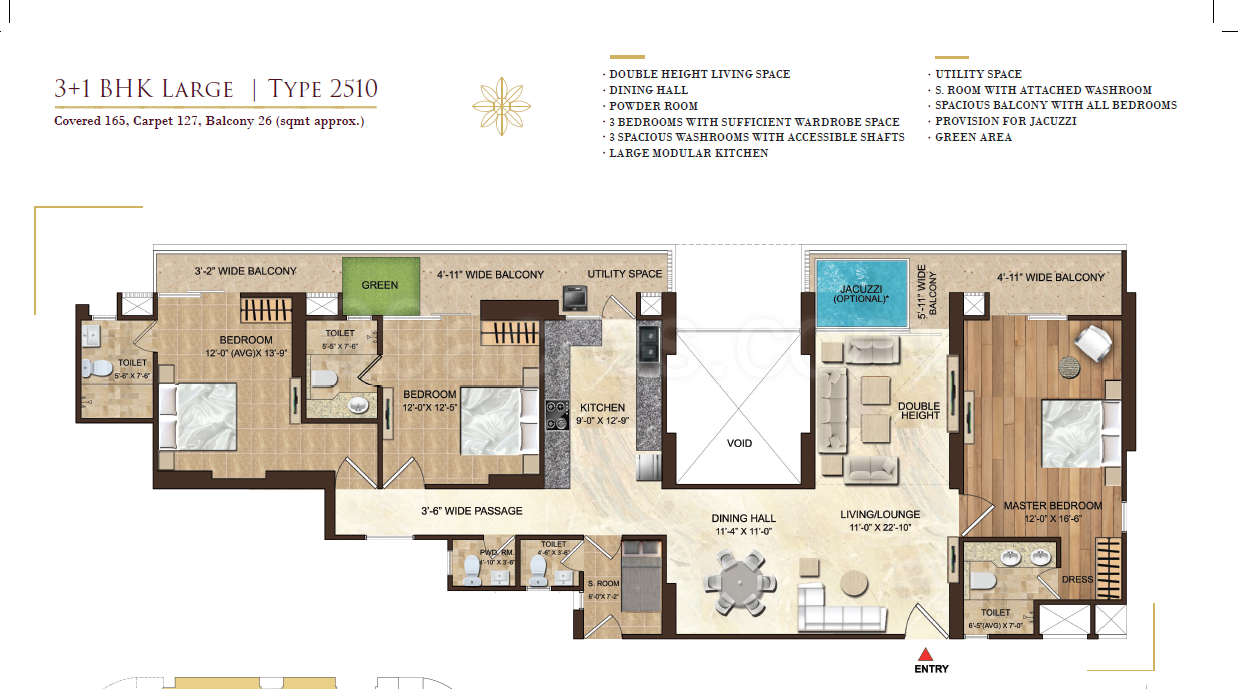 3+1 BHK Large | Type 2510
Covered 165, Carpet 127, Balcony 26 (sqmt approx.)
· DOUBLE HEIGHT LIVING SPACE
· DINING HALL
· POWDER ROOM
· 3 BEDROOMS WITH SUFFICIENT WARDROBE SPACE
· 3 SPACIOUS WASHROOMS WITH ACCESSIBLE SHAFTS
· LARGE MODULAR KITCHEN
· UTILITY SPACE
· S. ROOM WITH ATTACHED WASHROOM
· SPACIOUS BALCONY WITH ALL BEDROOMS
· PROVISION FOR JACUZZI
· GREEN AREA
3'-2" WIDE BALCONY
GREEN
4'-11" WIDE BALCONY
UTILITY SPACE
JACUZZI
(OPTIONAL)*
5'-11" WIDE
BALCONY
4'-11" WIDE BALCONY
TOILET
5'-6" X 7'-6"
BEDROOM
12'-0" (AVG)X 13'-9"
TOILET
5'-6" X 7'-6"
BEDROOM
12'-0"X 12'-5"
KITCHEN
9'-0" X 12'-9"
VOID
DOUBLE
HEIGHT
MASTER BEDROOM
12'-0" X 16'-6"
3'-6" WIDE PASSAGE
DINING HALL
11'-4" X 11'-0"
LIVING/LOUNGE
11'-0" X 22'-10"
PWD. RM.
4'-10" X 3'-6"
TOILET
4'-6" X 3'-6"
S. ROOM
6'-0"X 7'-2"
DRESS
TOILET
6'-5"(AVG) X 7'-0"
ENTRY